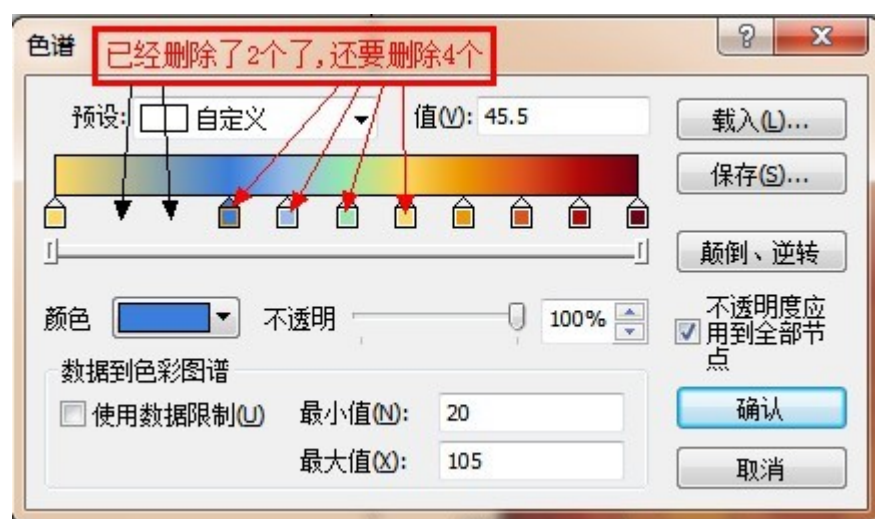 色谱
已经删除了2个了,还要删除4个
预设: 自定义
值(V): 45.5
载入(L)...
保存(S)...
颠倒、逆转
颜色
不透明
100%
不透明度应
用到全部节
点
数据到色彩图谱
使用数据限制(U)
最小值(N): 20
最大值(X): 105
确认
取消